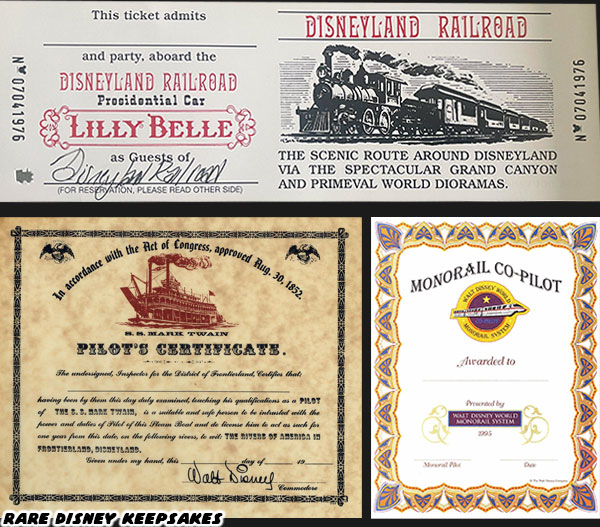 This ticket admits
and party, aboard the
DISNEYLAND RAILROAD
Presidential Car
LILLY BELLE
as Guests of
Disneyland Railroad
(FOR RESERVATION, PLEASE READ OTHER SIDE)
Nº 07041976
DISNEYLAND RAILROAD
THE SCENIC ROUTE AROUND DISNEYLAND
VIA THE SPECTACULAR GRAND CANYON
AND PRIMEVAL WORLD DIORAMAS.
Nº 07041976
In accordance with the Act of Congress, approved Aug. 30, 1852.
S. S. MARK TWAIN
PILOT'S CERTIFICATE.
The undersigned, Inspector for the District of Frontierland, Certifies that:
having been by them this day duly examined, touching his qualifications as a PILOT
of THE S. S. MARK TWAIN, is a suitable and safe person to be intrusted with the
power and duties of Pilot of this Steam Boat and do license him to act as such for
one year from this date, on the following rivers, to wit: THE RIVERS OF AMERICA IN
FRONTIERLAND, DISNEYLAND.
Given under my hand, this day of 19
Walt Disney
Commodore
MONORAIL CO-PILOT
WALT DISNEY WORLD
MONORAIL SYSTEM
Awarded to
Presented by
WALT DISNEY WORLD
MONORAIL SYSTEM
1995
Monorail Pilot Date
© The Walt Disney Company
RARE DISNEY KEEPSAKES